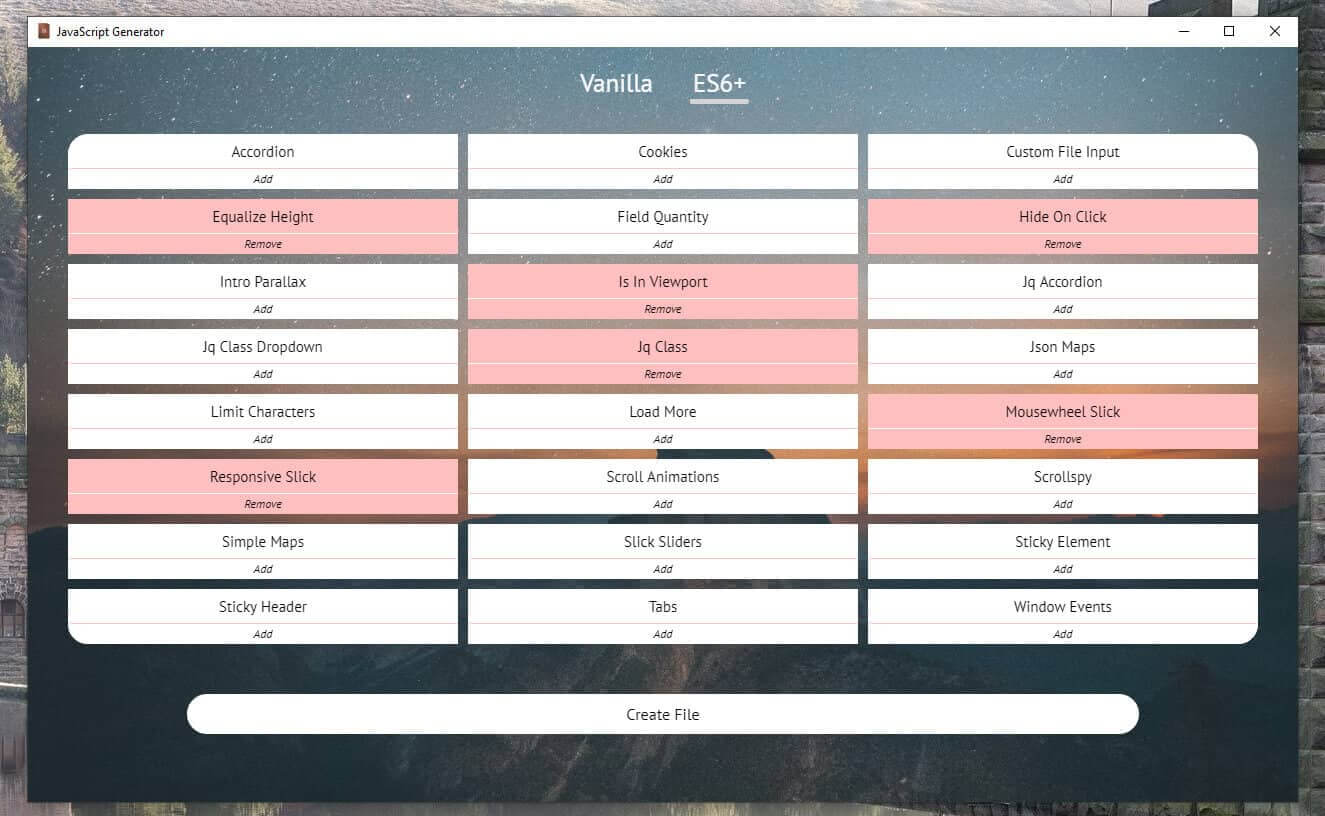 JavaScript Generator
Vanilla ES6+
Accordion Cookies Custom File Input
Add Add Add
Equalize Height Field Quantity Hide On Click
Remove Add Remove
Intro Parallax Is In Viewport Jq Accordion
Add Remove Add
Jq Class Dropdown Jq Class Json Maps
Add Remove Add
Limit Characters Load More Mousewheel Slick
Add Add Remove
Responsive Slick Scroll Animations Scrollspy
Remove Add Add
Simple Maps Slick Sliders Sticky Element
Add Add Add
Sticky Header Tabs Window Events
Add Add Add
Create File